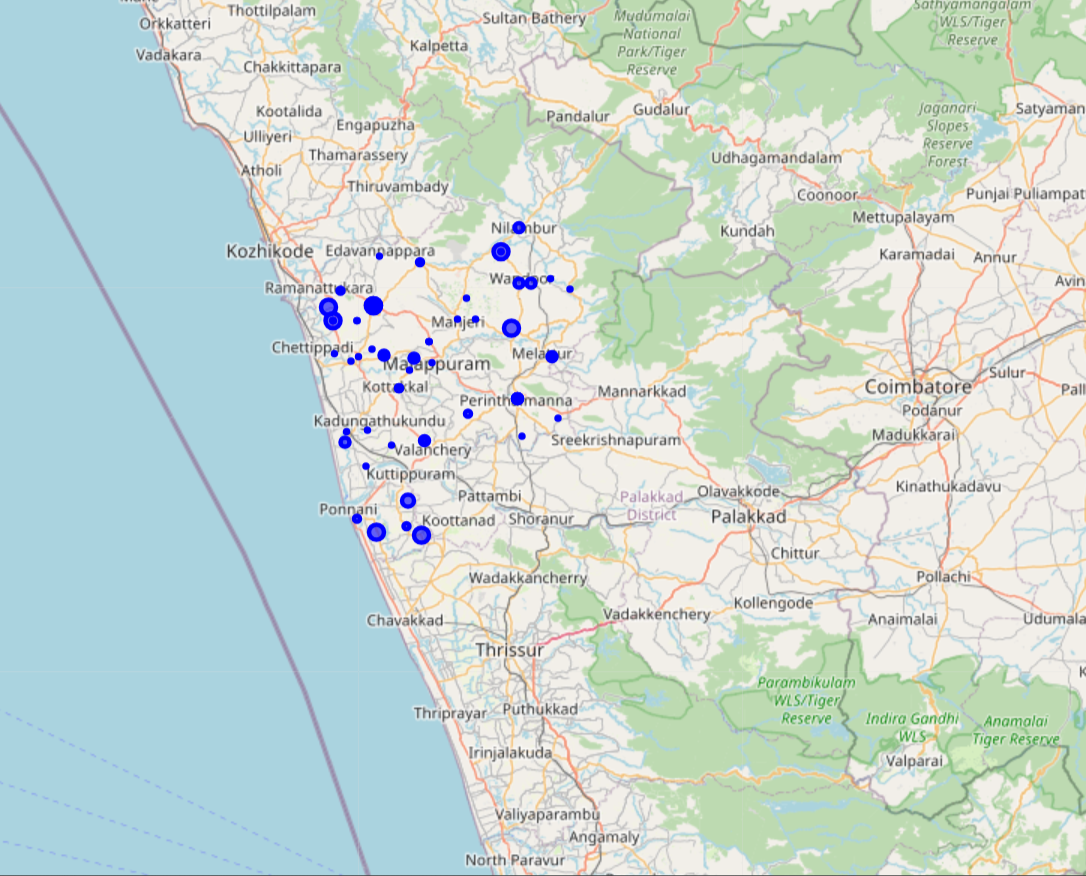 Orkkatteri
Thottilpalam
Sultan Bathery
Mudumalai
National
Park/Tiger
Reserve
Sathyamangalam
WLS/Tiger
Reserve
Vadakara
Kalpetta
Chakkittapara
Kootalida
Engapuzha
Pandalur
Gudalur
Jaganari
Slopes
Reserve
Forest
Satyaman
Ulliyeri
Thamarassery
Udhagamandalam
Atholi
Thiruvambady
Coonoor
Punjai Puliampat
Mettupalayam
Kundah
Kozhikode
Edavannappara
Karamadai
Annur
Ramanattukara
Avin
Manjeri
Chettippadi
Malappuram
Mannarkkad
Coimbatore
Sulur
Pall
Perinthalmanna
Podanur
Kadungathukundu
Madukkarai
Sreekrishnapuram
Valanchery
Kuttippuram
Olavakkode
Kinathukadavu
Pattambi
Palakkad
District
Ponnani
Koottanad
Shoranur
Palakkad
Chittur
Wadakkancherry
Pollachi
Kollengode
Chavakkad
Vadakkenchery
Anaimalai
Udumala
Thrissur
Parambikulam
WLS/Tiger
Reserve
Thriprayar
Puthukkad
Indira Gandhi
WLS
Anamalai
Tiger Reserve
Irinjalakuda
Valparai
Valiyaparambu
Angamaly
North Paravur